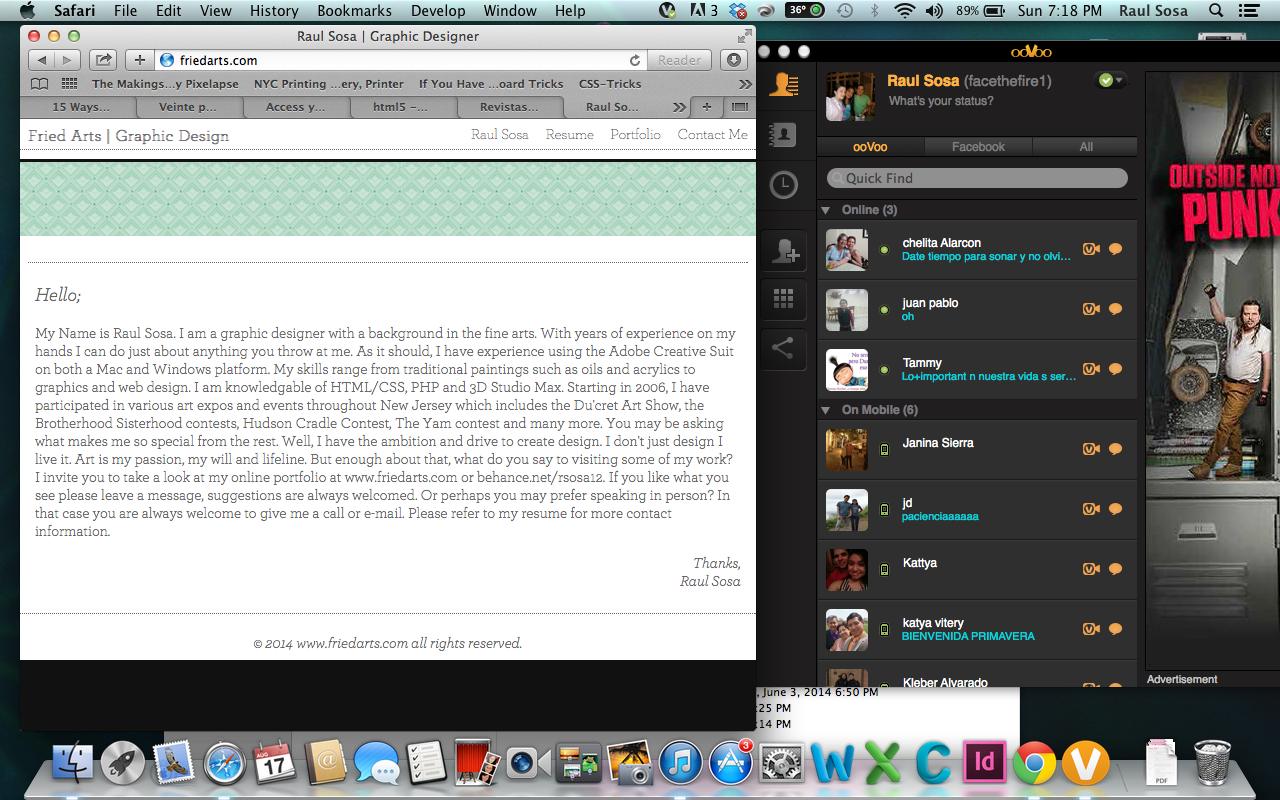 Safari File Edit View History Bookmarks Develop Window Help 3 36° 89% Sun 7:18 PM Raul Sosa
Raul Sosa | Graphic Designer
friedarts.com
Reader
The Makings...y Pixelapse NYC Printing ...ery, Printer If You Have ...oard Tricks CSS-Tricks
15 Ways... Veinte p... Access y... html5 –... Revistas... Raul So...
Fried Arts | Graphic Design Raul Sosa Resume Portfolio Contact Me
Hello;
My Name is Raul Sosa. I am a graphic designer with a background in the fine arts. With years of experience on my
hands I can do just about anything you throw at me. As it should, I have experience using the Adobe Creative Suit
on both a Mac and Windows platform. My skills range from traditional paintings such as oils and acrylics to
graphics and web design. I am knowledgable of HTML/CSS, PHP and 3D Studio Max. Starting in 2006, I have
participated in various art expos and events throughout New Jersey which includes the Du'cret Art Show, the
Brotherhood Sisterhood contests, Hudson Cradle Contest, The Yam contest and many more. You may be asking
what makes me so special from the rest. Well, I have the ambition and drive to create design. I don't just design I
live it. Art is my passion, my will and lifeline. But enough about that, what do you say to visiting some of my work?
I invite you to take a look at my online portfolio at www.friedarts.com or behance.net/rsosa12. If you like what you
see please leave a message, suggestions are always welcomed. Or perhaps you may prefer speaking in person? In
that case you are always welcome to give me a call or e-mail. Please refer to my resume for more contact
information.
Thanks,
Raul Sosa
© 2014 www.friedarts.com all rights reserved.
ooVoo
Raul Sosa (facethefire1)
What's your status?
ooVoo Facebook All
Quick Find
Online (3)
chelita Alarcon
Date tiempo para sonar y no olvi...
juan pablo
oh
Tammy
Lo+important n nuestra vida s ser...
On Mobile (6)
Janina Sierra
jd
pacienciaaaaaa
Kattya
katya vitery
BIENVENIDA PRIMAVERA
Kleber Alvarado
OUTSIDE NO
PUNK
Advertisement
, June 3, 2014 6:50 PM
:25 PM
:14 PM
AUG
17
3
Id
PDF